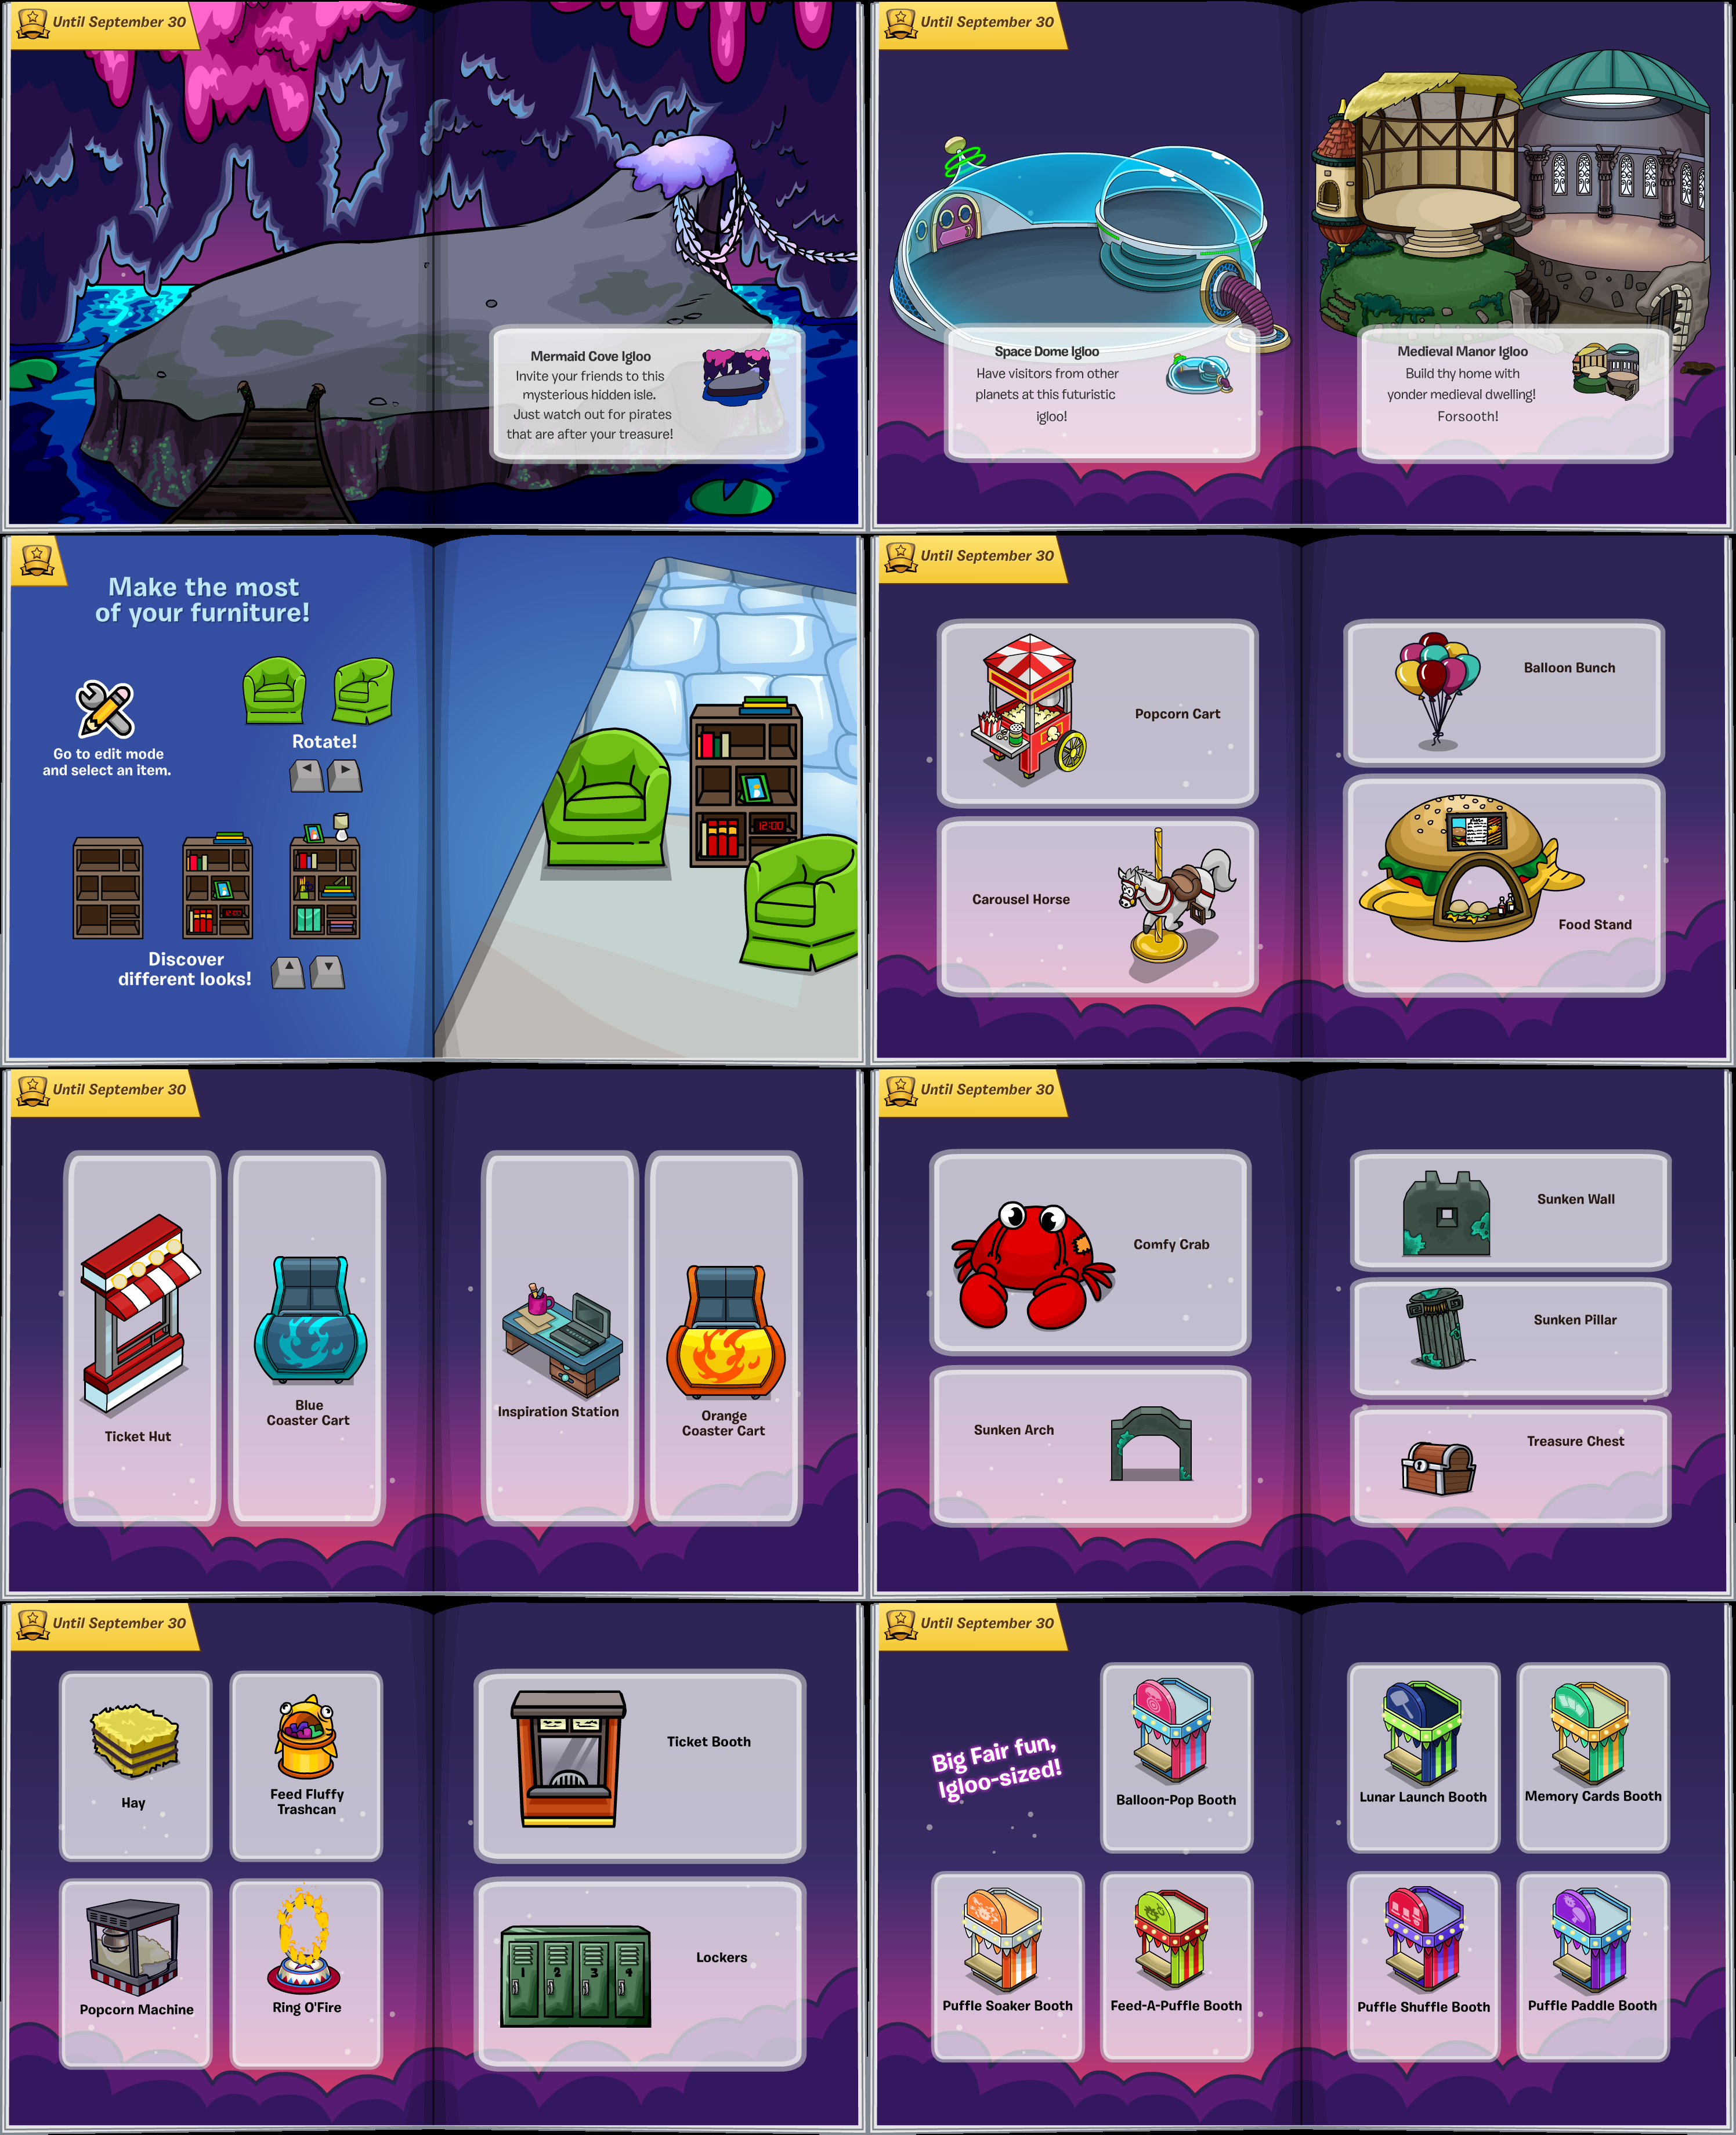 Until September 30
Mermaid Cove Igloo
Invite your friends to this
mysterious hidden isle.
Just watch out for pirates
that are after your treasure!
Until September 30
Space Dome Igloo
Have visitors from other
planets at this futuristic
igloo!
Medieval Manor Igloo
Build thy home with
yonder medieval dwelling!
Forsooth!
Make the most
of your furniture!
Go to edit mode
and select an item.
Rotate!
12:00
12:00
Discover
different looks!
Until September 30
Popcorn Cart
Carousel Horse
Balloon Bunch
Food Stand
Until September 30
Ticket Hut
Blue
Coaster Cart
Inspiration Station
Orange
Coaster Cart
Until September 30
Comfy Crab
Sunken Arch
Sunken Wall
Sunken Pillar
Treasure Chest
Until September 30
Hay
Feed Fluffy
Trashcan
Popcorn Machine
Ring O'Fire
Ticket Booth
1 2 3 4
Lockers
Until September 30
Big Fair fun,
Igloo-sized!
Balloon-Pop Booth
Puffle Soaker Booth
Feed-A-Puffle Booth
Lunar Launch Booth
Memory Cards Booth
Puffle Shuffle Booth
Puffle Paddle Booth